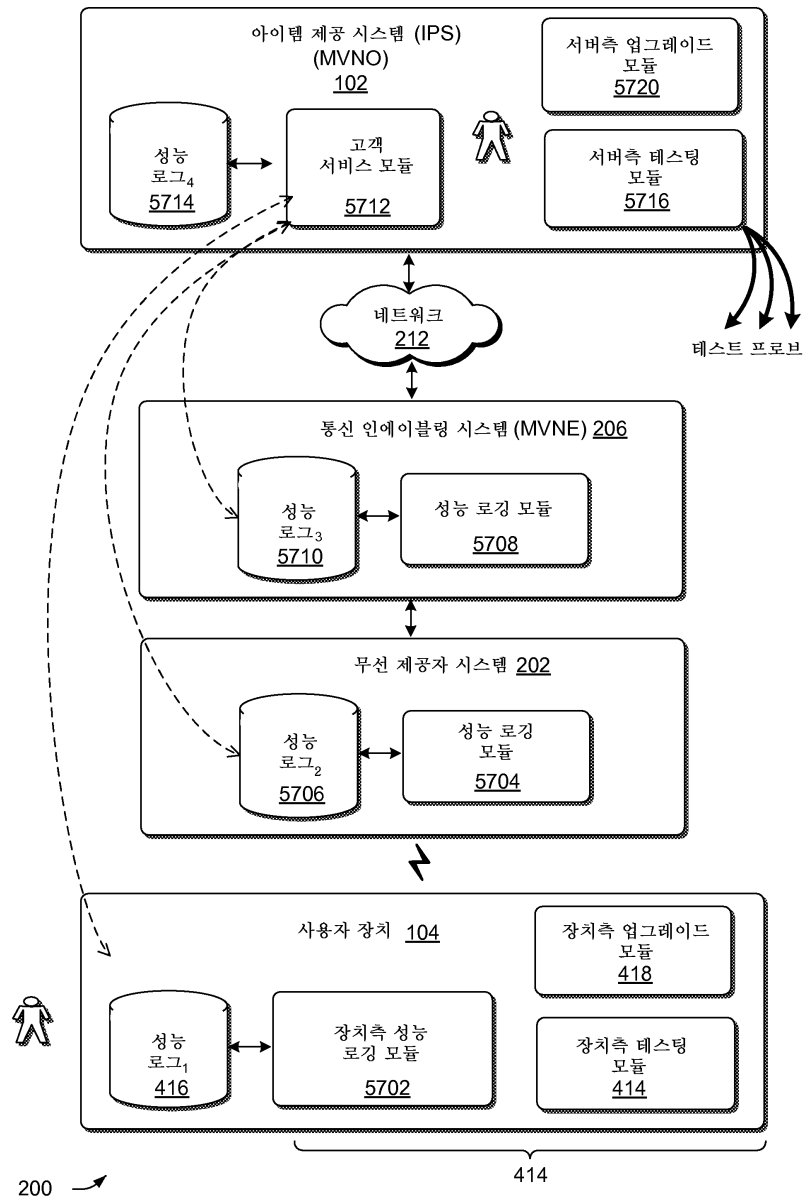 아이템 제공 시스템 (IPS)
(MVNO)
102
서버측 업그레이드
모듈
5720
성능
로그4
5714
고객
서비스 모듈
5712
서버측 테스팅
모듈
5716
네트워크
212
테스트 프로브
통신 인에이블링 시스템 (MVNE) 206
성능
로그3
5710
성능 로깅 모듈
5708
무선 제공자 시스템 202
성능
로그2
5706
성능 로깅
모듈
5704
사용자 장치 104
장치측 업그레이드
모듈
418
성능
로그1
416
장치측 성능
로깅 모듈
5702
장치측 테스팅
모듈
414
414
200